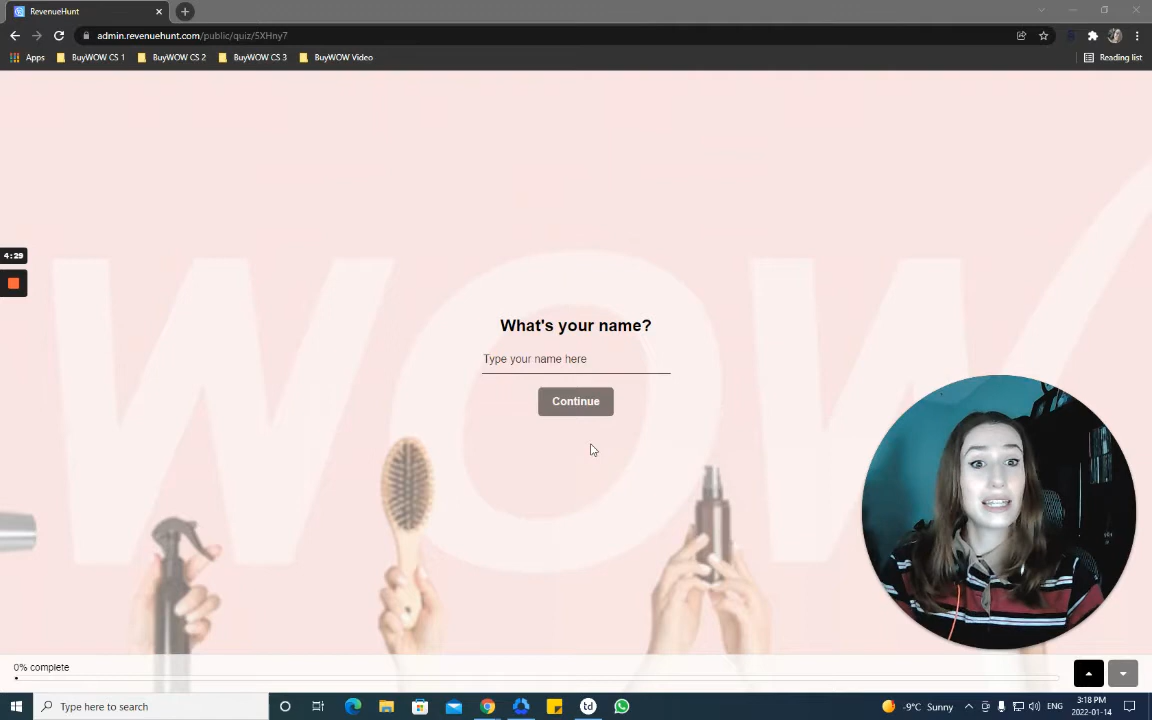 RevenueHunt
admin.revenuehunt.com/public/quiz/5XHny7
Apps BuyWOW CS 1 BuyWOW CS 2 BuyWOW CS 3 BuyWOW Video Reading list
WOW
4:29
What's your name?
Type your name here
Continue
0% complete
Type here to search
td
-9°C Sunny
ENG
3:18 PM
2022-01-14